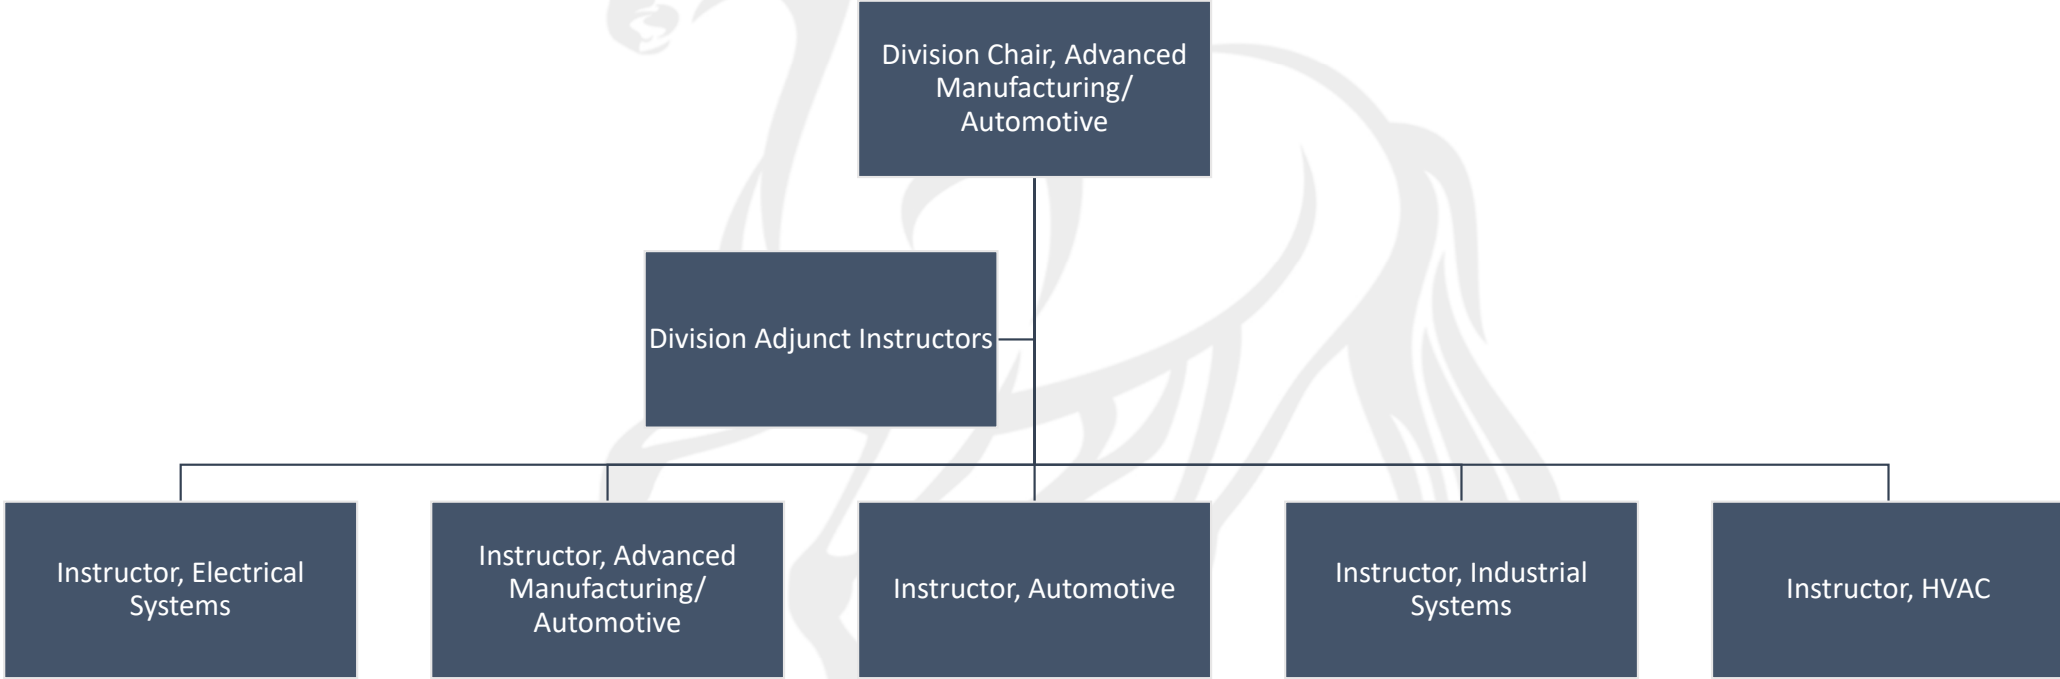 Division Chair, Advanced
Manufacturing/
Automotive
Division Adjunct Instructors
Instructor, Electrical
Systems
Instructor, Advanced
Manufacturing/
Automotive
Instructor, Automotive
Instructor, Industrial
Systems
Instructor, HVAC